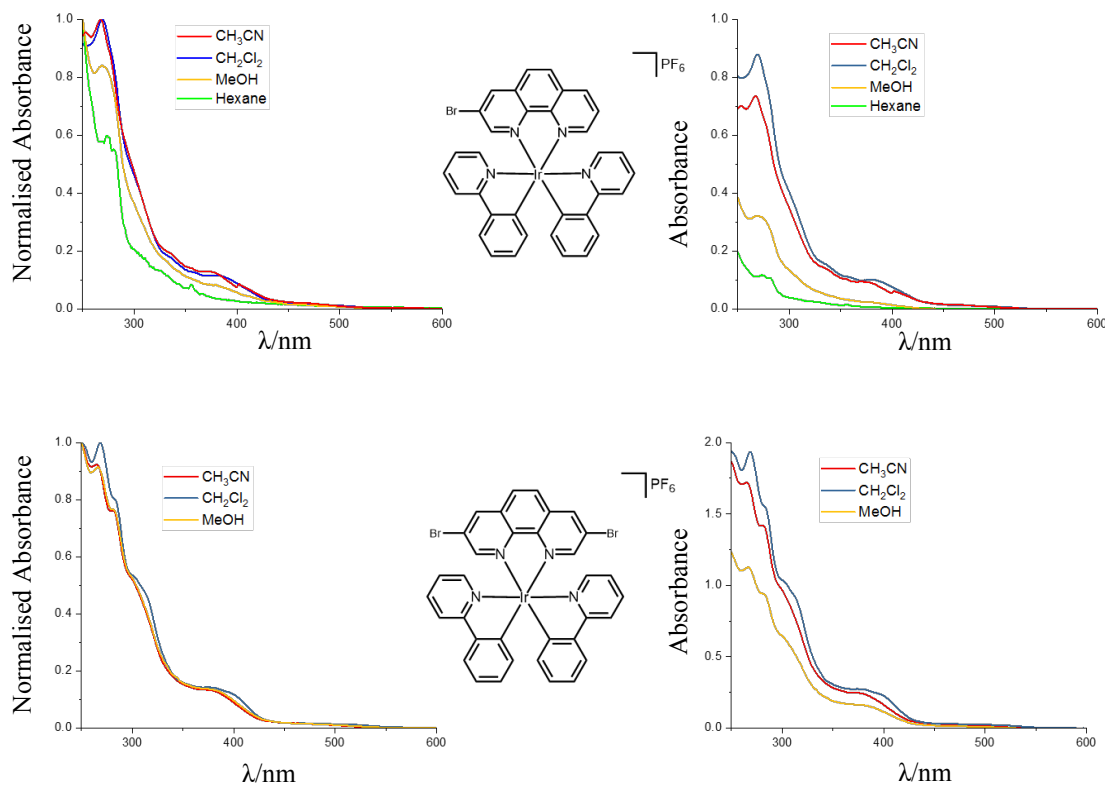 Normalised Absorbance
1.0
0.8
0.6
0.4
0.2
0.0
300
400
500
600
λ/nm
CH₃CN
CH₂Cl₂
MeOH
Hexane
PF₆
Br
N
N
N
Ir
N
Absorbance
1.0
0.8
0.6
0.4
0.2
0.0
300
400
500
600
λ/nm
CH₃CN
CH₂Cl₂
MeOH
Hexane
Normalised Absorbance
1.0
0.8
0.6
0.4
0.2
0.0
300
400
500
600
λ/nm
CH₃CN
CH₂Cl₂
MeOH
PF₆
Br
Br
N
N
N
Ir
N
Absorbance
2.0
1.5
1.0
0.5
0.0
300
400
500
600
λ/nm
CH₃CN
CH₂Cl₂
MeOH